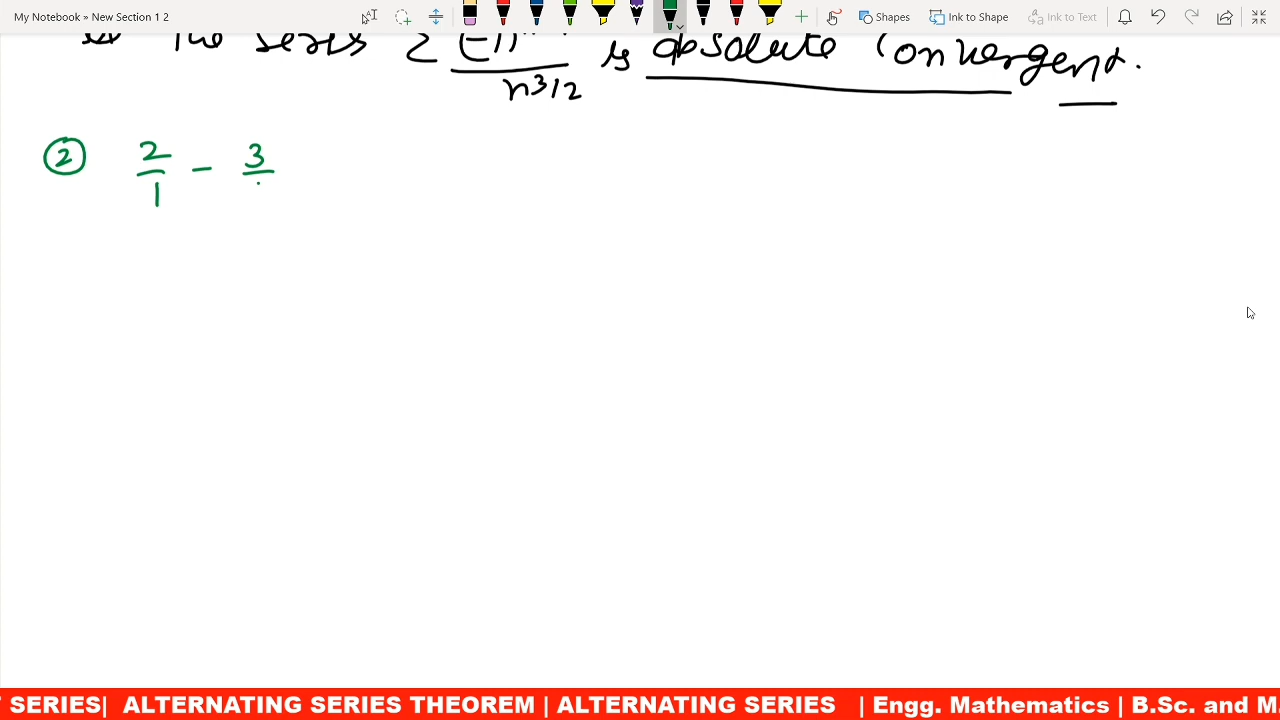 My Notebook » New Section 1 2
Shapes
Ink to Shape
Ink to Text
The series Σ (-1)ⁿ⁻¹/n^3/2 is absolute Convergent.
② 2/1 - 3
SERIES| ALTERNATING SERIES THEOREM | ALTERNATING SERIES | Engg. Mathematics | B.Sc. and M